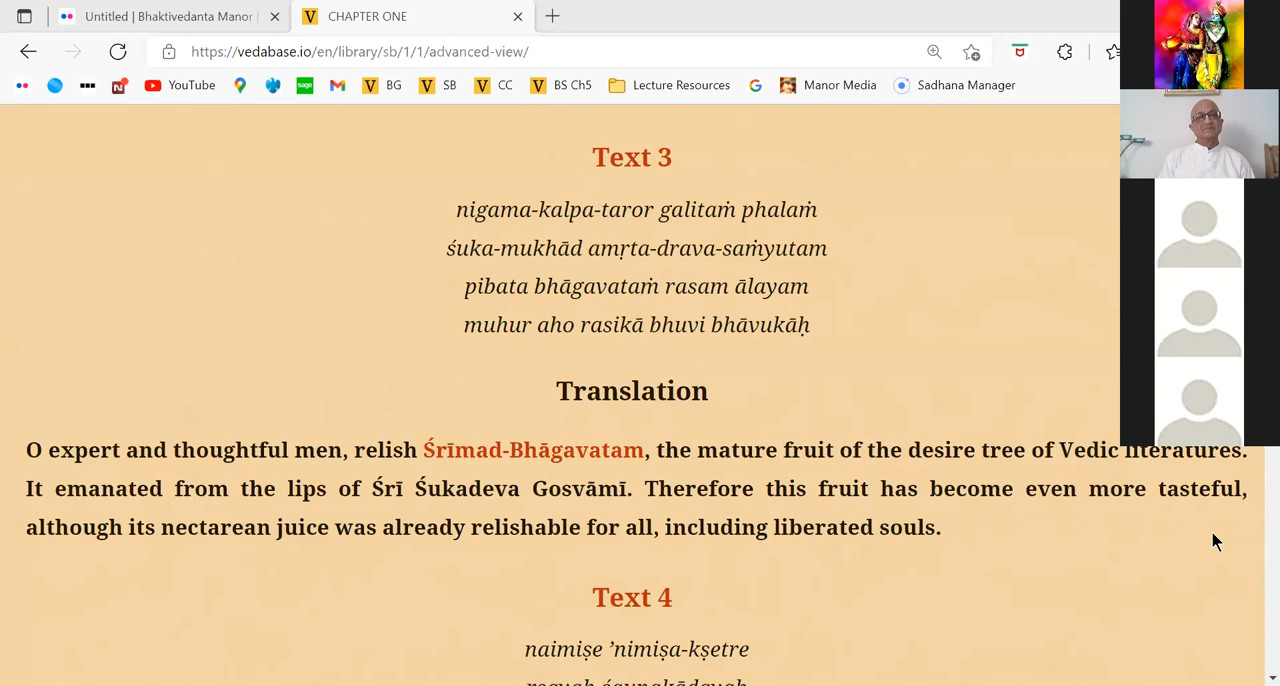 Untitled | Bhaktivedanta Manor |
CHAPTER ONE
https://vedabase.io/en/library/sb/1/1/advanced-view/
YouTube
sage
BG
SB
CC
BS Ch5
Lecture Resources
Manor Media
Sadhana Manager
Text 3
nigama-kalpa-taror galitaṁ phalaṁ
śuka-mukhād amṛta-drava-saṁyutam
pibata bhāgavataṁ rasam ālayam
muhur aho rasikā bhuvi bhāvukāḥ
Translation
O expert and thoughtful men, relish Śrīmad-Bhāgavatam, the mature fruit of the desire tree of Vedic literatures.
It emanated from the lips of Śrī Śukadeva Gosvāmī. Therefore this fruit has become even more tasteful,
although its nectarean juice was already relishable for all, including liberated souls.
Text 4
naimiṣe ’nimiṣa-kṣetre